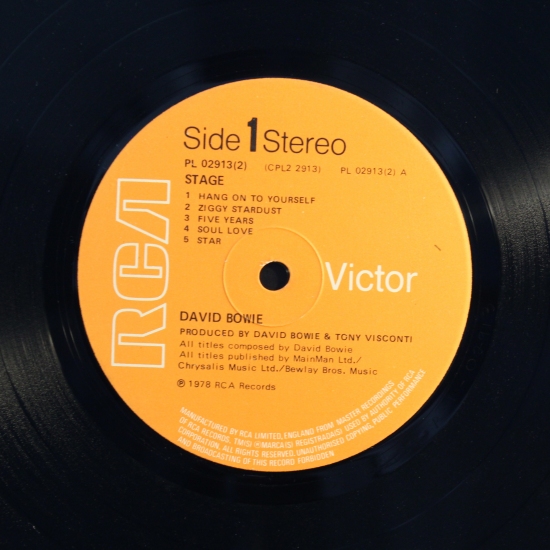 Side 1 Stereo
PL 02913(2) (CPL2 2913) PL 02913(2) A
STAGE
1 HANG ON TO YOURSELF
2 ZIGGY STARDUST
3 FIVE YEARS
4 SOUL LOVE
5 STAR
RCA
Victor
DAVID BOWIE
PRODUCED BY DAVID BOWIE & TONY VISCONTI
All titles composed by David Bowie
All titles published by MainMan Ltd./
Chrysalis Music Ltd./Bewlay Bros. Music
℗ 1978 RCA Records
MANUFACTURED BY RCA LIMITED, ENGLAND FROM MASTER RECORDINGS
OF RCA RECORDS. TM(S) ® MARCA(S) REGISTRADA(S) USED BY AUTHORITY OF RCA
CORPORATION. ALL RIGHTS RESERVED. UNAUTHORISED COPYING, PUBLIC PERFORMANCE
AND BROADCASTING OF THIS RECORD FORBIDDEN